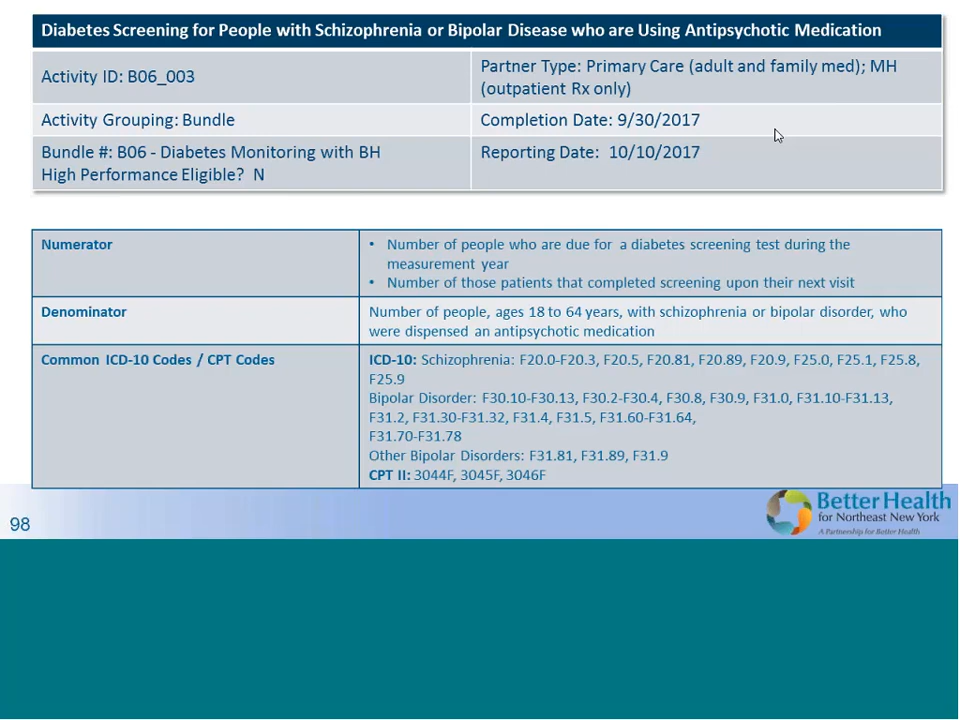 Diabetes Screening for People with Schizophrenia or Bipolar Disease who are Using Antipsychotic Medication
Activity ID: B06_003
Partner Type: Primary Care (adult and family med); MH
(outpatient Rx only)
Activity Grouping: Bundle
Completion Date: 9/30/2017
Bundle #: B06 - Diabetes Monitoring with BH
High Performance Eligible? N
Reporting Date: 10/10/2017
Numerator
• Number of people who are due for a diabetes screening test during the
measurement year
• Number of those patients that completed screening upon their next visit
Denominator
Number of people, ages 18 to 64 years, with schizophrenia or bipolar disorder, who
were dispensed an antipsychotic medication
Common ICD-10 Codes / CPT Codes
ICD-10: Schizophrenia: F20.0-F20.3, F20.5, F20.81, F20.89, F20.9, F25.0, F25.1, F25.8,
F25.9
Bipolar Disorder: F30.10-F30.13, F30.2-F30.4, F30.8, F30.9, F31.0, F31.10-F31.13,
F31.2, F31.30-F31.32, F31.4, F31.5, F31.60-F31.64,
F31.70-F31.78
Other Bipolar Disorders: F31.81, F31.89, F31.9
CPT II: 3044F, 3045F, 3046F
98
Better Health
for Northeast New York
A Partnership for Better Health